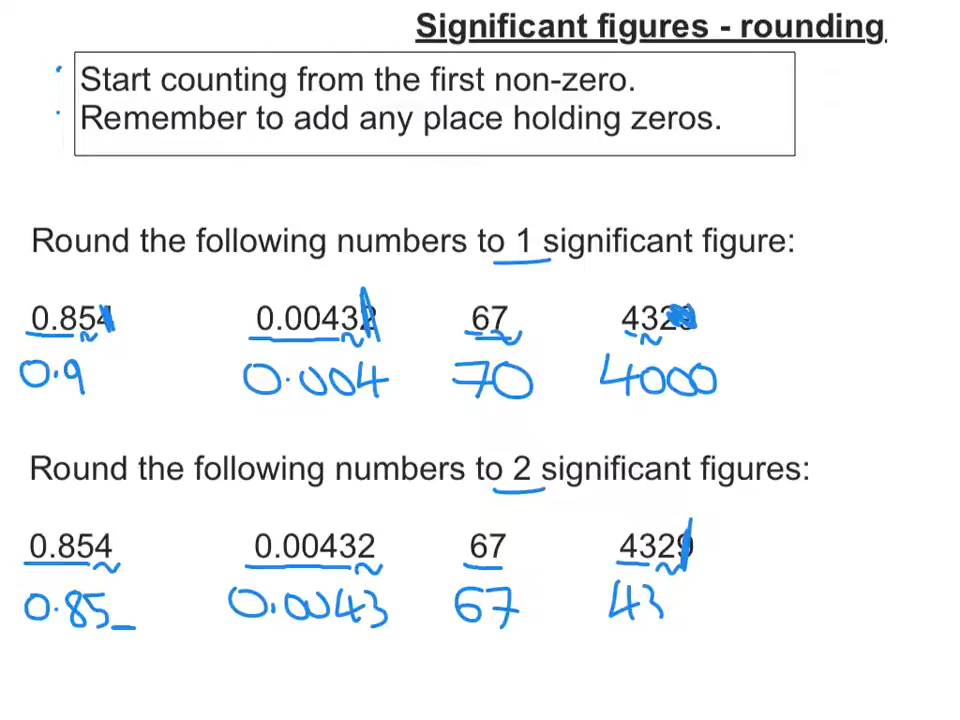 Significant figures - rounding
Start counting from the first non-zero.
Remember to add any place holding zeros.
Round the following numbers to 1 significant figure:
0.854 0.00432 67 4329
0.9 0.004 70 4000
Round the following numbers to 2 significant figures:
0.854 0.00432 67 4329
0.85_ 0.0043 67 43